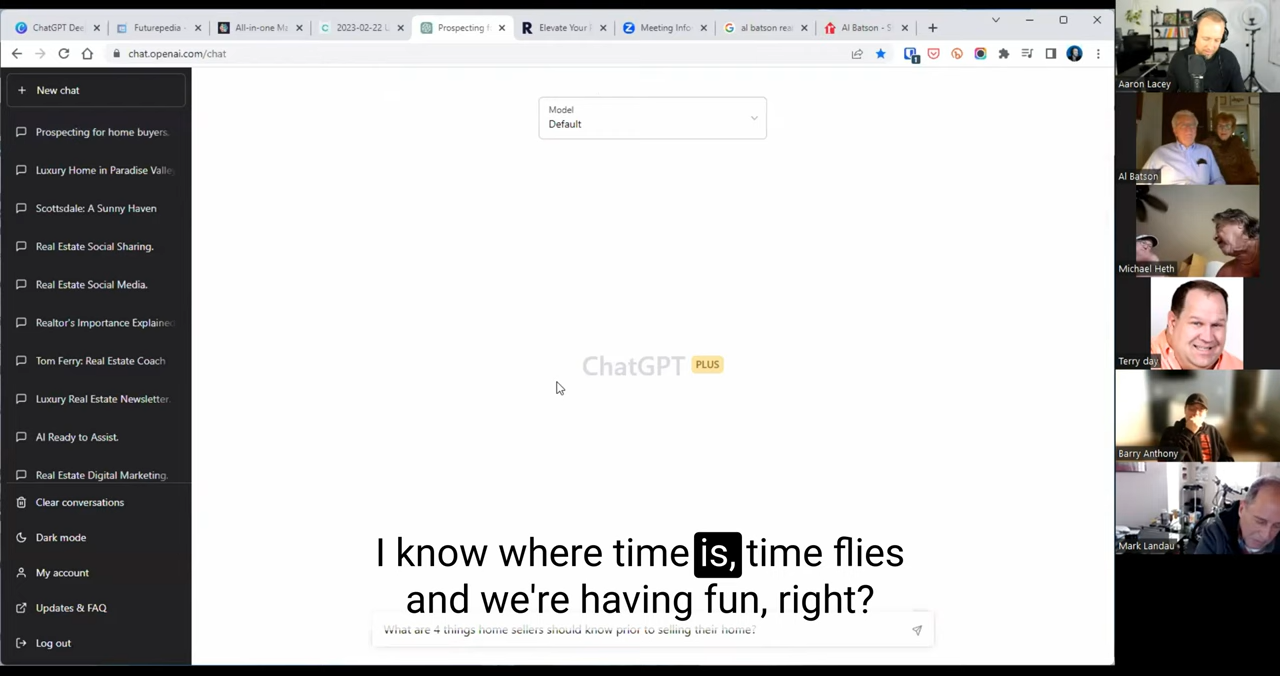 ChatGPT Dee
Futurepedia -
All-in-one Ma
2023-02-22 L
Prospecting f
Elevate Your
Meeting Info
al batson rea
Al Batson - S
chat.openai.com/chat
New chat
Prospecting for home buyers.
Luxury Home in Paradise Valle
Scottsdale: A Sunny Haven
Real Estate Social Sharing.
Real Estate Social Media.
Realtor's Importance Explained
Tom Ferry: Real Estate Coach
Luxury Real Estate Newsletter.
AI Ready to Assist.
Real Estate Digital Marketing.
Clear conversations
Dark mode
My account
Updates & FAQ
Log out
Model
Default
ChatGPT PLUS
I know where time is, time flies
and we're having fun, right?
What are 4 things home sellers should know prior to selling their home?
Aaron Lacey
Al Batson
Michael Heth
Terry day
Barry Anthony
Mark Landau